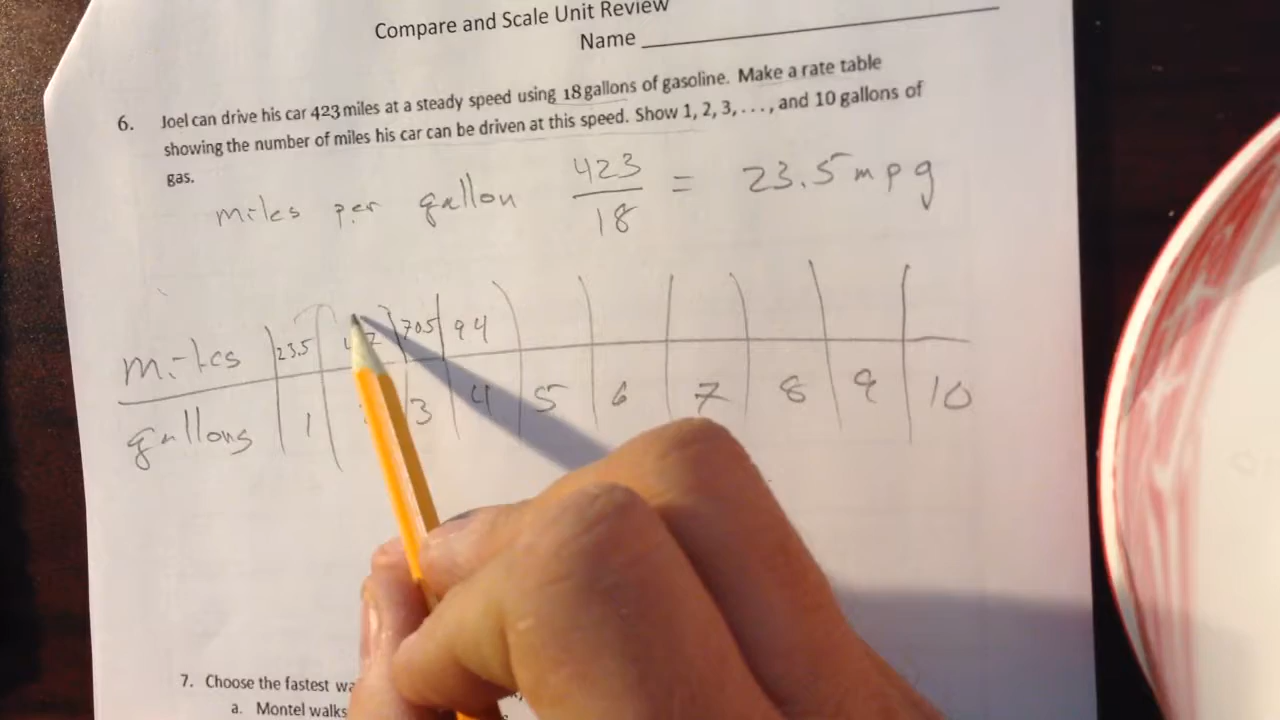 Compare and Scale Unit Review
Name
6. Joel can drive his car 423 miles at a steady speed using 18 gallons of gasoline. Make a rate table
showing the number of miles his car can be driven at this speed. Show 1, 2, 3, . . . , and 10 gallons of
gas.
miles per gallon 423/18 = 23.5 mpg
miles 23.5 70.5 94
gallons 1 3 4 5 6 7 8 9 10
7. Choose the fastest
a. Montel walks